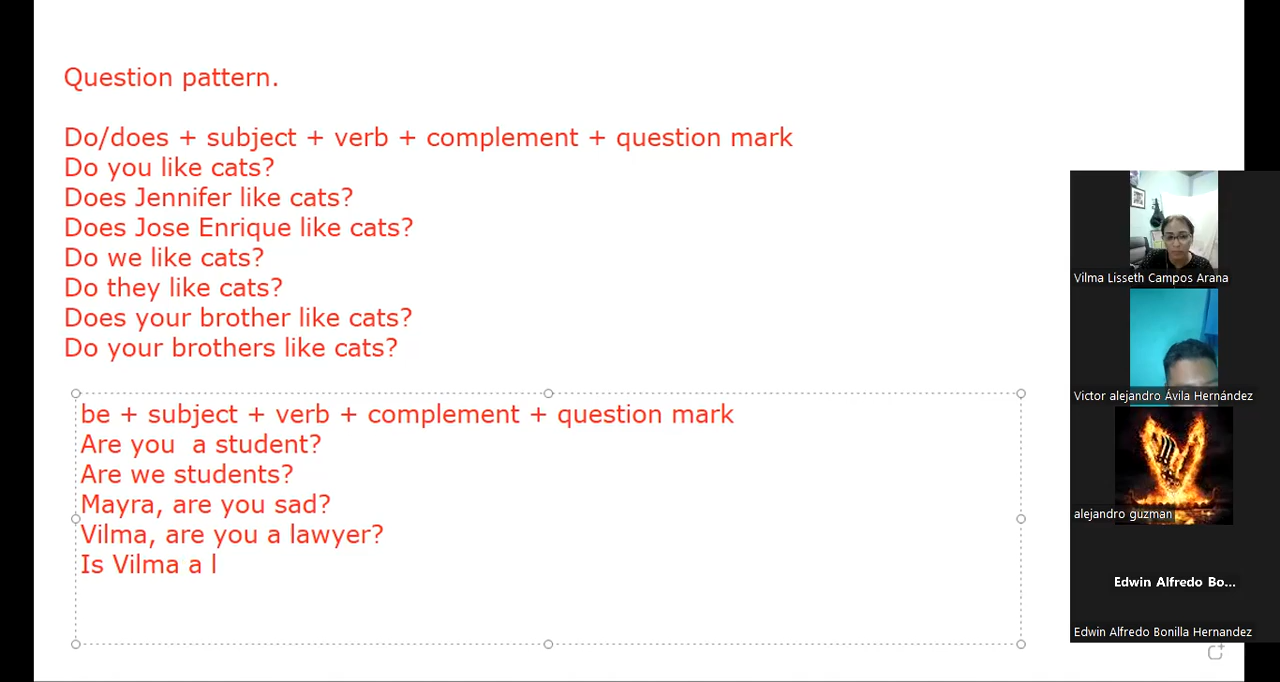 Question pattern.
Do/does + subject + verb + complement + question mark
Do you like cats?
Does Jennifer like cats?
Does Jose Enrique like cats?
Do we like cats?
Do they like cats?
Does your brother like cats?
Do your brothers like cats?
be + subject + verb + complement + question mark
Are you  a student?
Are we students?
Mayra, are you sad?
Vilma, are you a lawyer?
Is Vilma a l
Vilma Lisseth Campos Arana
Victor alejandro Ávila Hernández
alejandro guzman
Edwin Alfredo Bo...
Edwin Alfredo Bonilla Hernandez